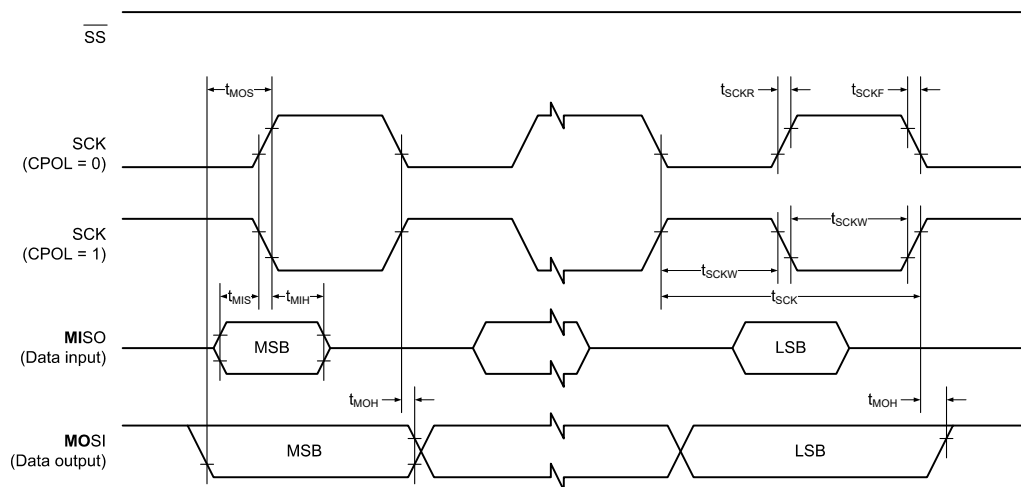 SS
tMOS
tSCKR
tSCKF
SCK
(CPOL = 0)
SCK
(CPOL = 1)
tSCKW
tSCKW
tMIS
tMIH
tSCK
MISO
(Data input)
MSB
LSB
tMOH
tMOH
MOSI
(Data output)
MSB
LSB